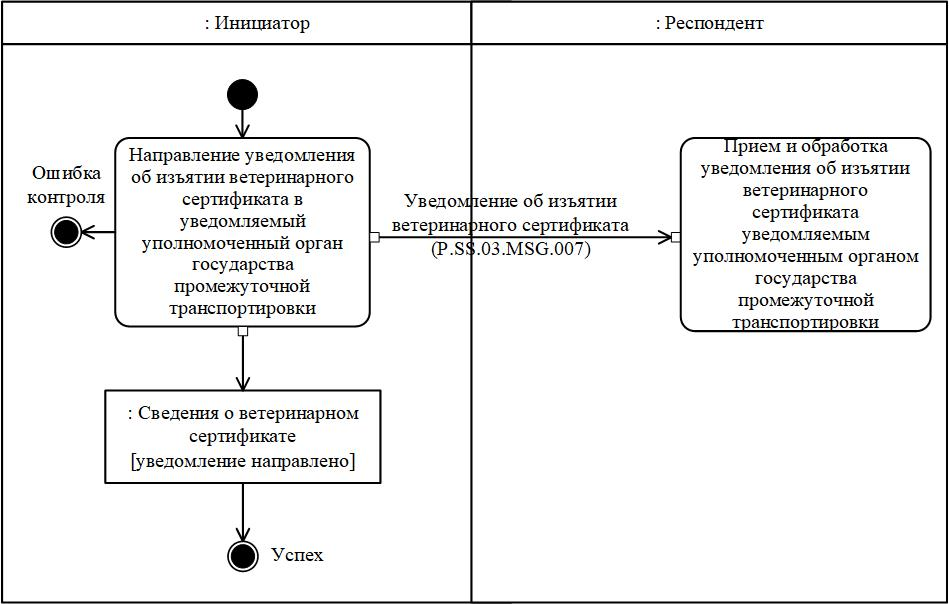 : Инициатор
: Респондент
Направление уведомления
об изъятии ветеринарного
сертификата в
уведомляемый
уполномоченный орган
государства
промежуточной
транспортировки
Ошибка
контроля
Уведомление об изъятии
ветеринарного сертификата
(P.SS.03.MSG.007)
Прием и обработка
уведомления об изъятии
ветеринарного
сертификата
уведомляемым
уполномоченным органом
государства
промежуточной
транспортировки
: Сведения о ветеринарном
сертификате
[уведомление направлено]
Успех